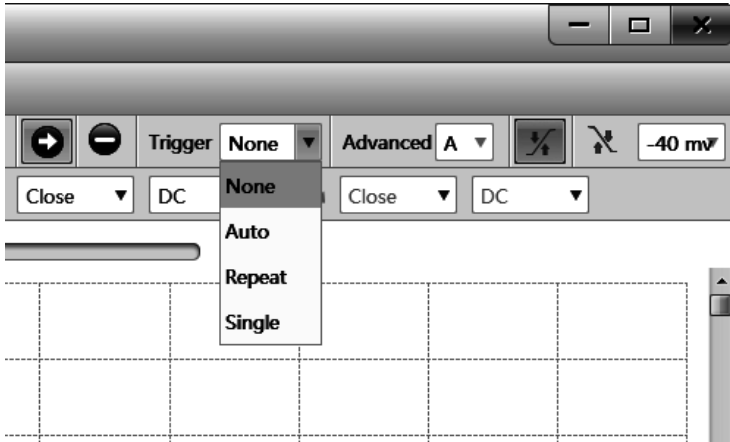 Trigger None Advanced A -40 mv
Close DC Close DC
None
Auto
Repeat
Single